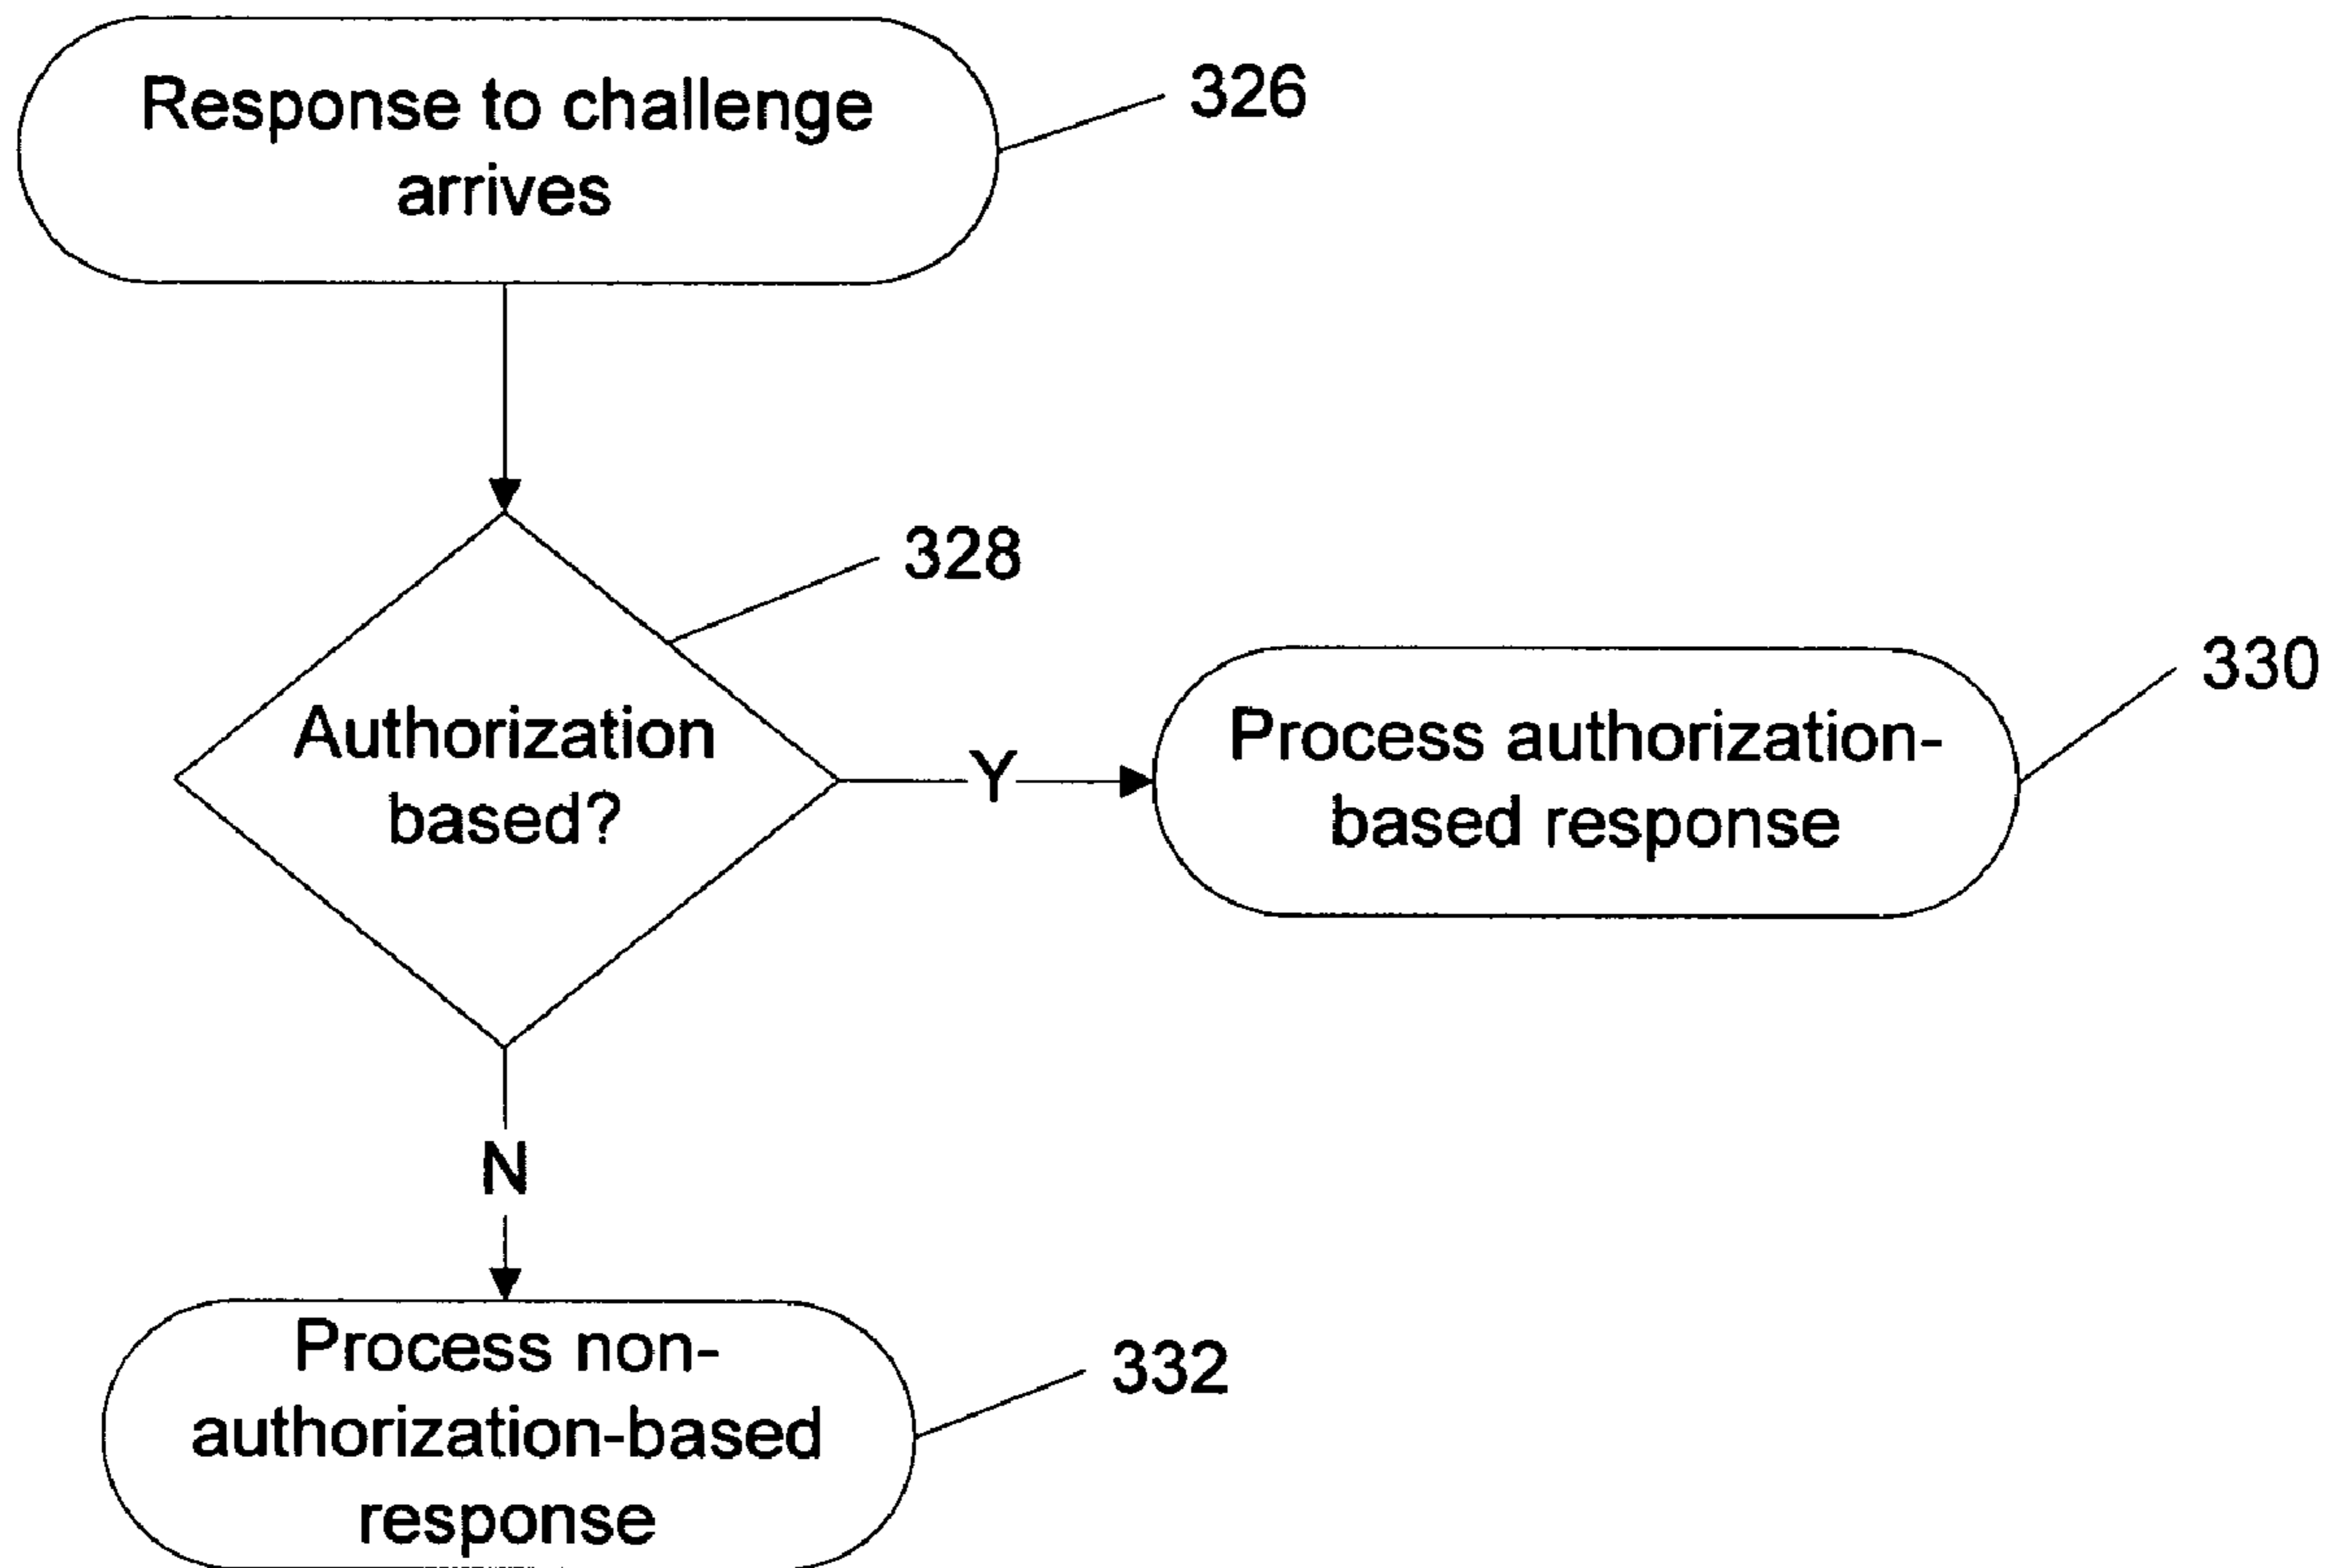 Response to challenge
arrives
326
328
Authorization
based?
Y
Process authorization-
based response
330
N
Process non-
authorization-based
response
332